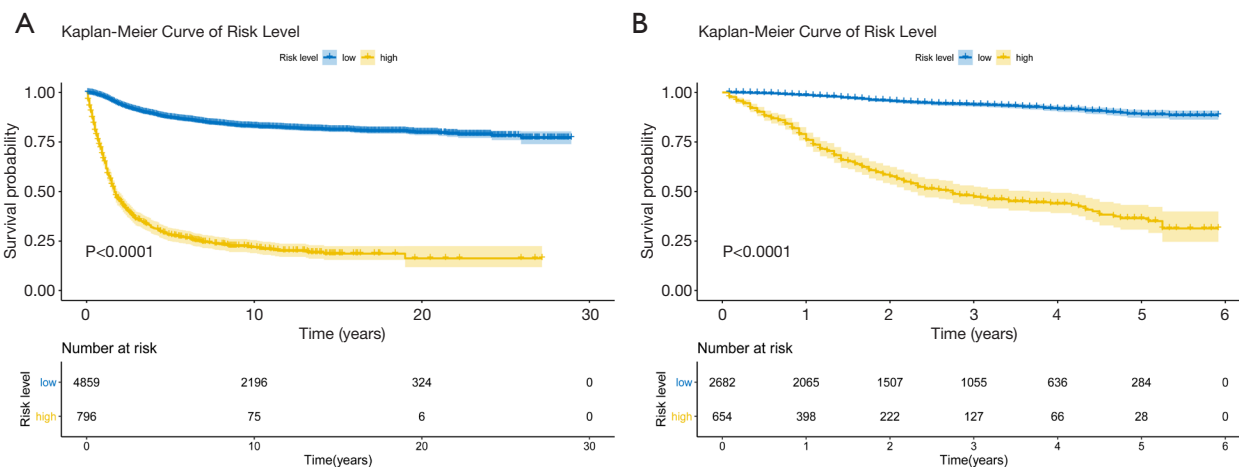 A
Kaplan-Meier Curve of Risk Level
Risk level low high
Survival probability
1.00
0.75
0.50
0.25
0.00
P<0.0001
0 10 20 30
Time (years)
Number at risk
Risk level
low 4859 2196 324 0
high 796 75 6 0
0 10 20 30
Time(years)
B
Kaplan-Meier Curve of Risk Level
Risk level low high
Survival probability
1.00
0.75
0.50
0.25
0.00
P<0.0001
0 1 2 3 4 5 6
Time (years)
Number at risk
Risk level
low 2682 2065 1507 1055 636 284 0
high 654 398 222 127 66 28 0
0 1 2 3 4 5 6
Time(years)